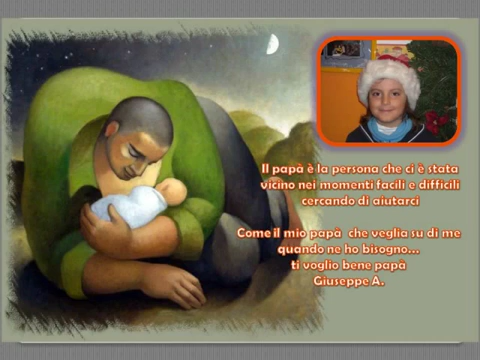 Il papà è la persona che ci è stata
vicino nei momenti facili e difficili
cercando di aiutarci
Come il mio papà che veglia su di me
quando ne ho bisogno...
ti voglio bene papà
Giuseppe A.